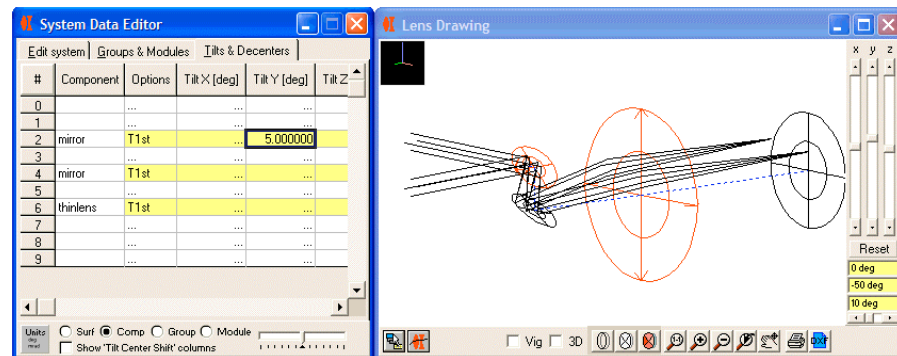 System Data Editor
Edit system Groups & Modules Tilts & Decenters
# Component Options Tilt X [deg] Tilt Y [deg] Tilt Z
0 ... ... ...
1 ... ... ...
2 mirror T1st ... 5.000000
3 ... ... ...
4 mirror T1st ... ...
5 ... ... ...
6 thinlens T1st ... ...
7 ... ... ...
8 ... ... ...
9 ... ... ...
Units
Surf Comp Group Module
Show 'Tilt Center Shift' columns
Lens Drawing
x y z
Reset
0 deg
-50 deg
10 deg
Vig 3D
DXF